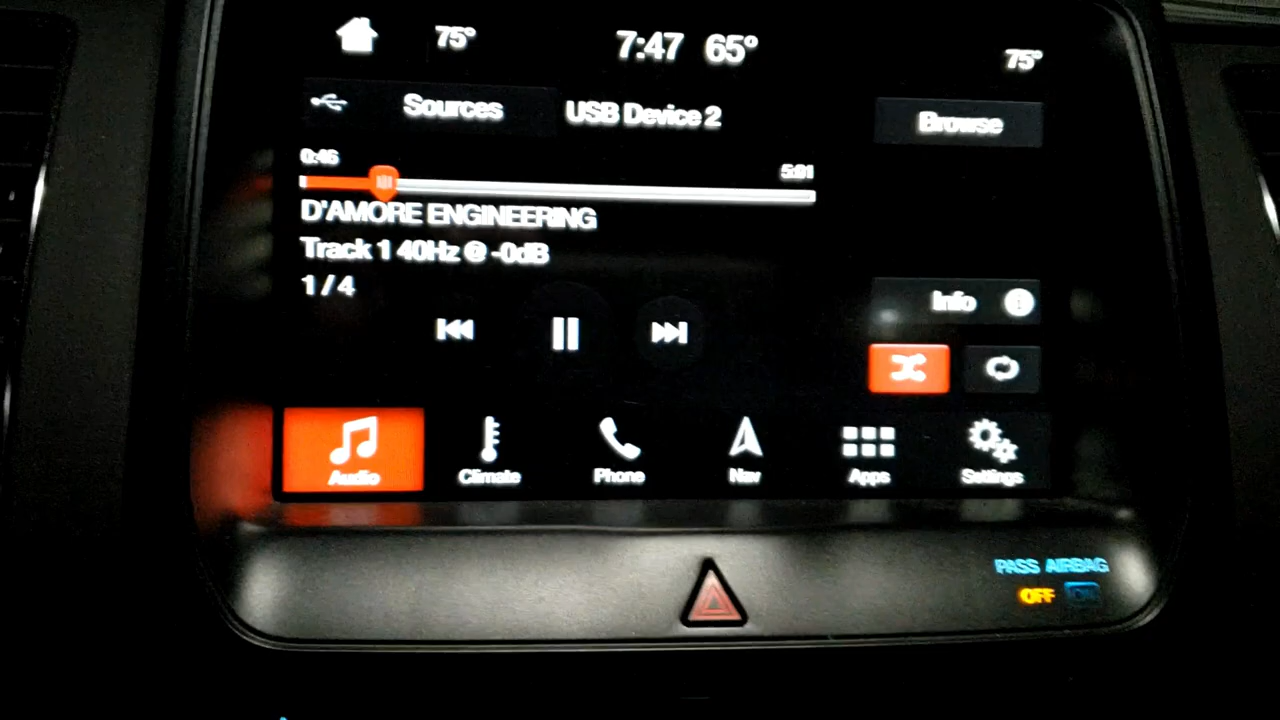 75° 7:47 65° 75°
Sources USB Device 2 Browse
0:46 5:01
D'AMORE ENGINEERING
Track 1 40Hz @ -0dB
1 / 4
Info
Audio Climate Phone Nav Apps Settings
PASS AIRBAG
OFF ON